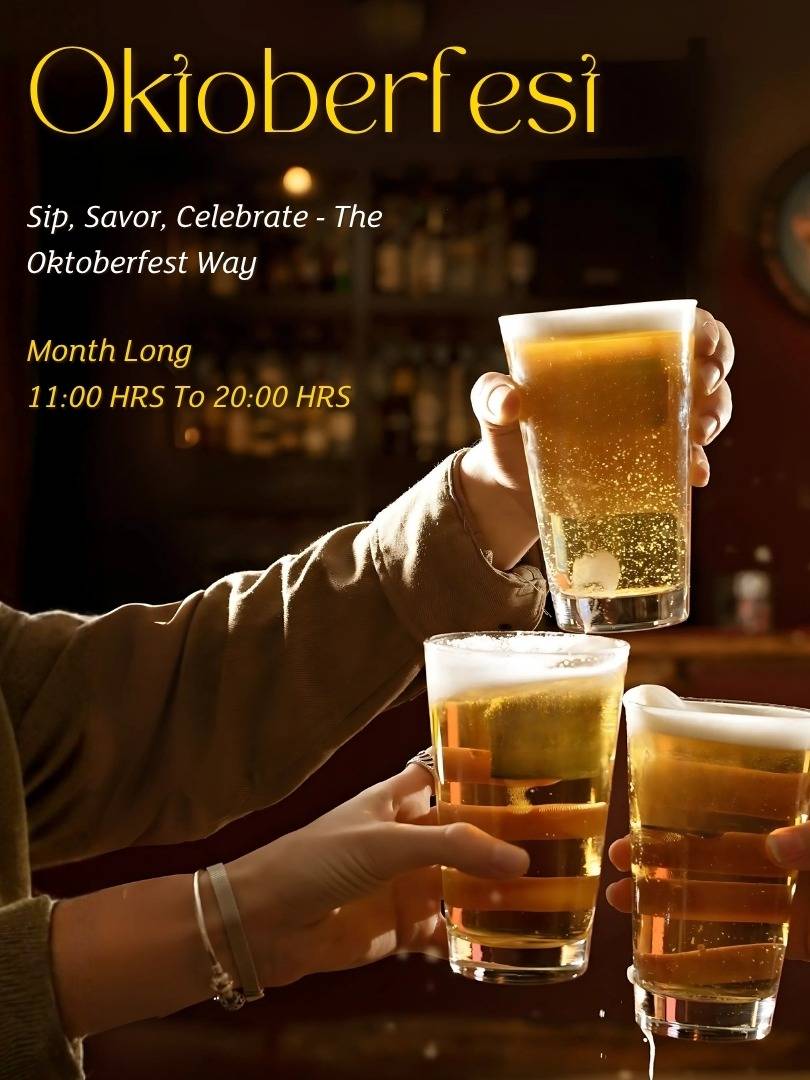 Oktoberfest
Sip, Savor, Celebrate - The
Oktoberfest Way
Month Long
11:00 HRS To 20:00 HRS